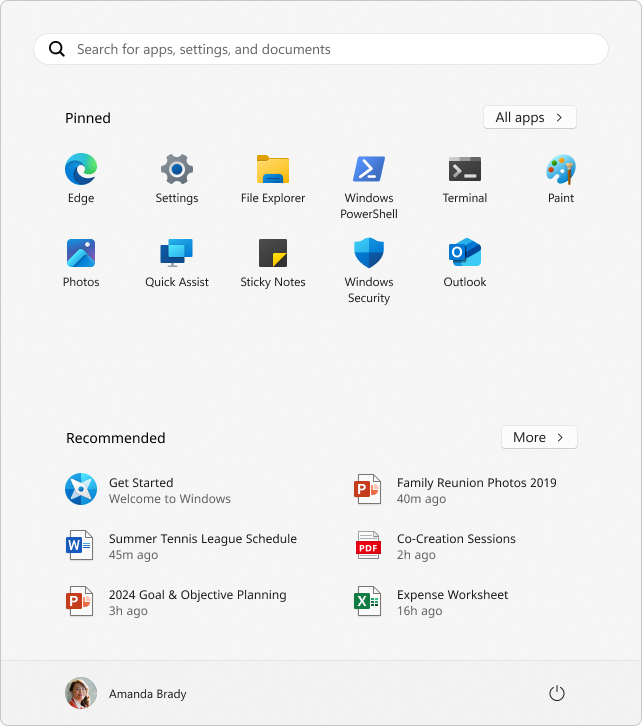 Search for apps, settings, and documents
Pinned
All apps
Edge
Settings
File Explorer
Windows
PowerShell
Terminal
Paint
Photos
Quick Assist
Sticky Notes
Windows
Security
Outlook
Recommended
More
Get Started
Welcome to Windows
Family Reunion Photos 2019
40m ago
Summer Tennis League Schedule
45m ago
Co-Creation Sessions
2h ago
2024 Goal & Objective Planning
3h ago
Expense Worksheet
16h ago
Amanda Brady
P
W
PDF
P
X
O